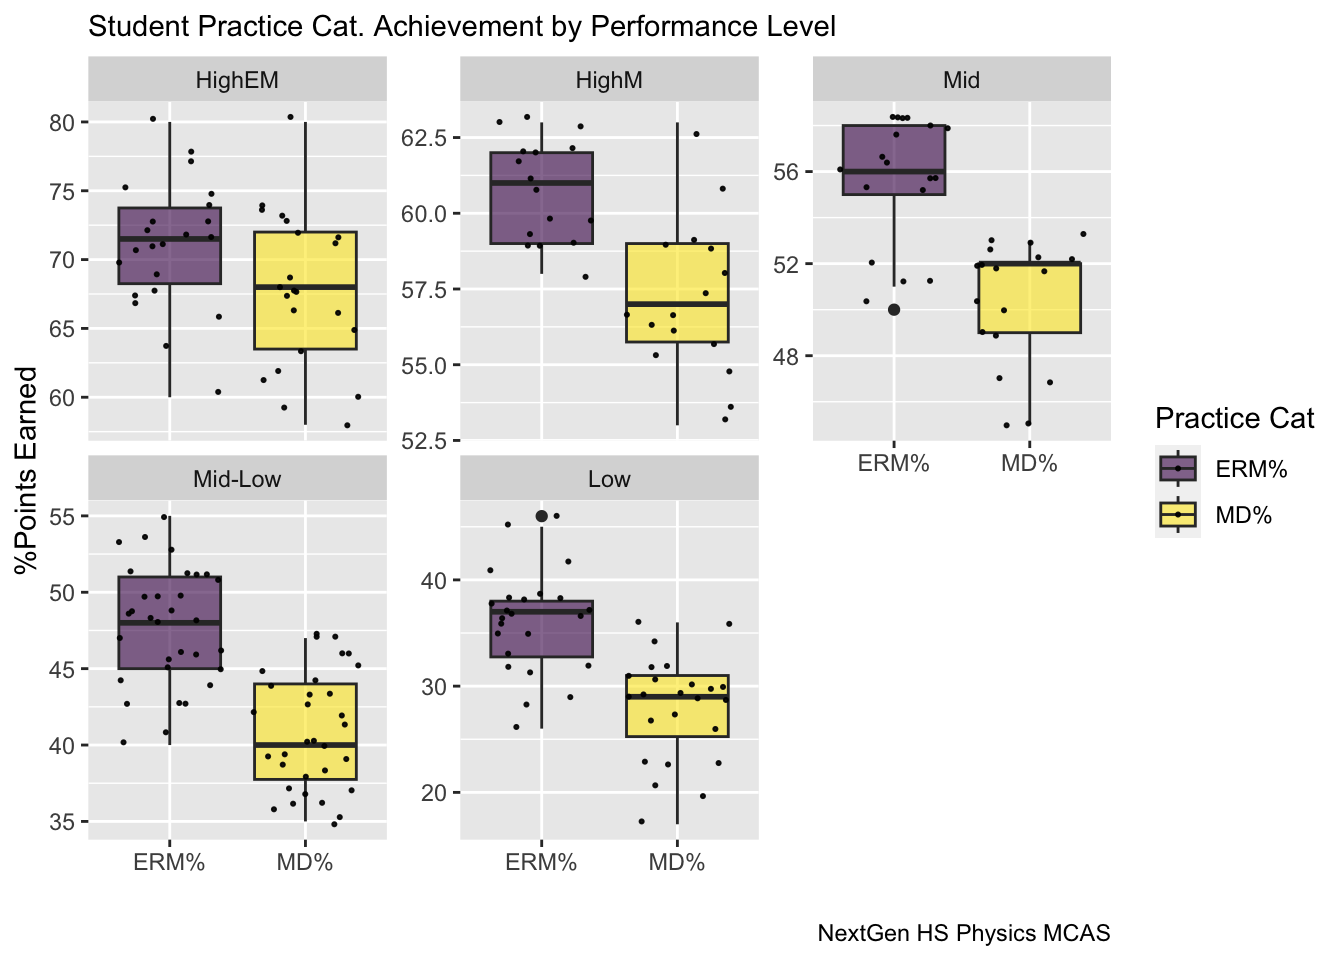 Student Practice Cat. Achievement by Performance Level
HighEM
HighM
Mid
80
75
70
65
60
62.5
60.0
57.5
55.0
52.5
56
52
48
ERM%
MD%
%Points Earned
Practice Cat
ERM%
MD%
Mid-Low
Low
55
50
45
40
35
40
30
20
ERM%
MD%
ERM%
MD%
NextGen HS Physics MCAS